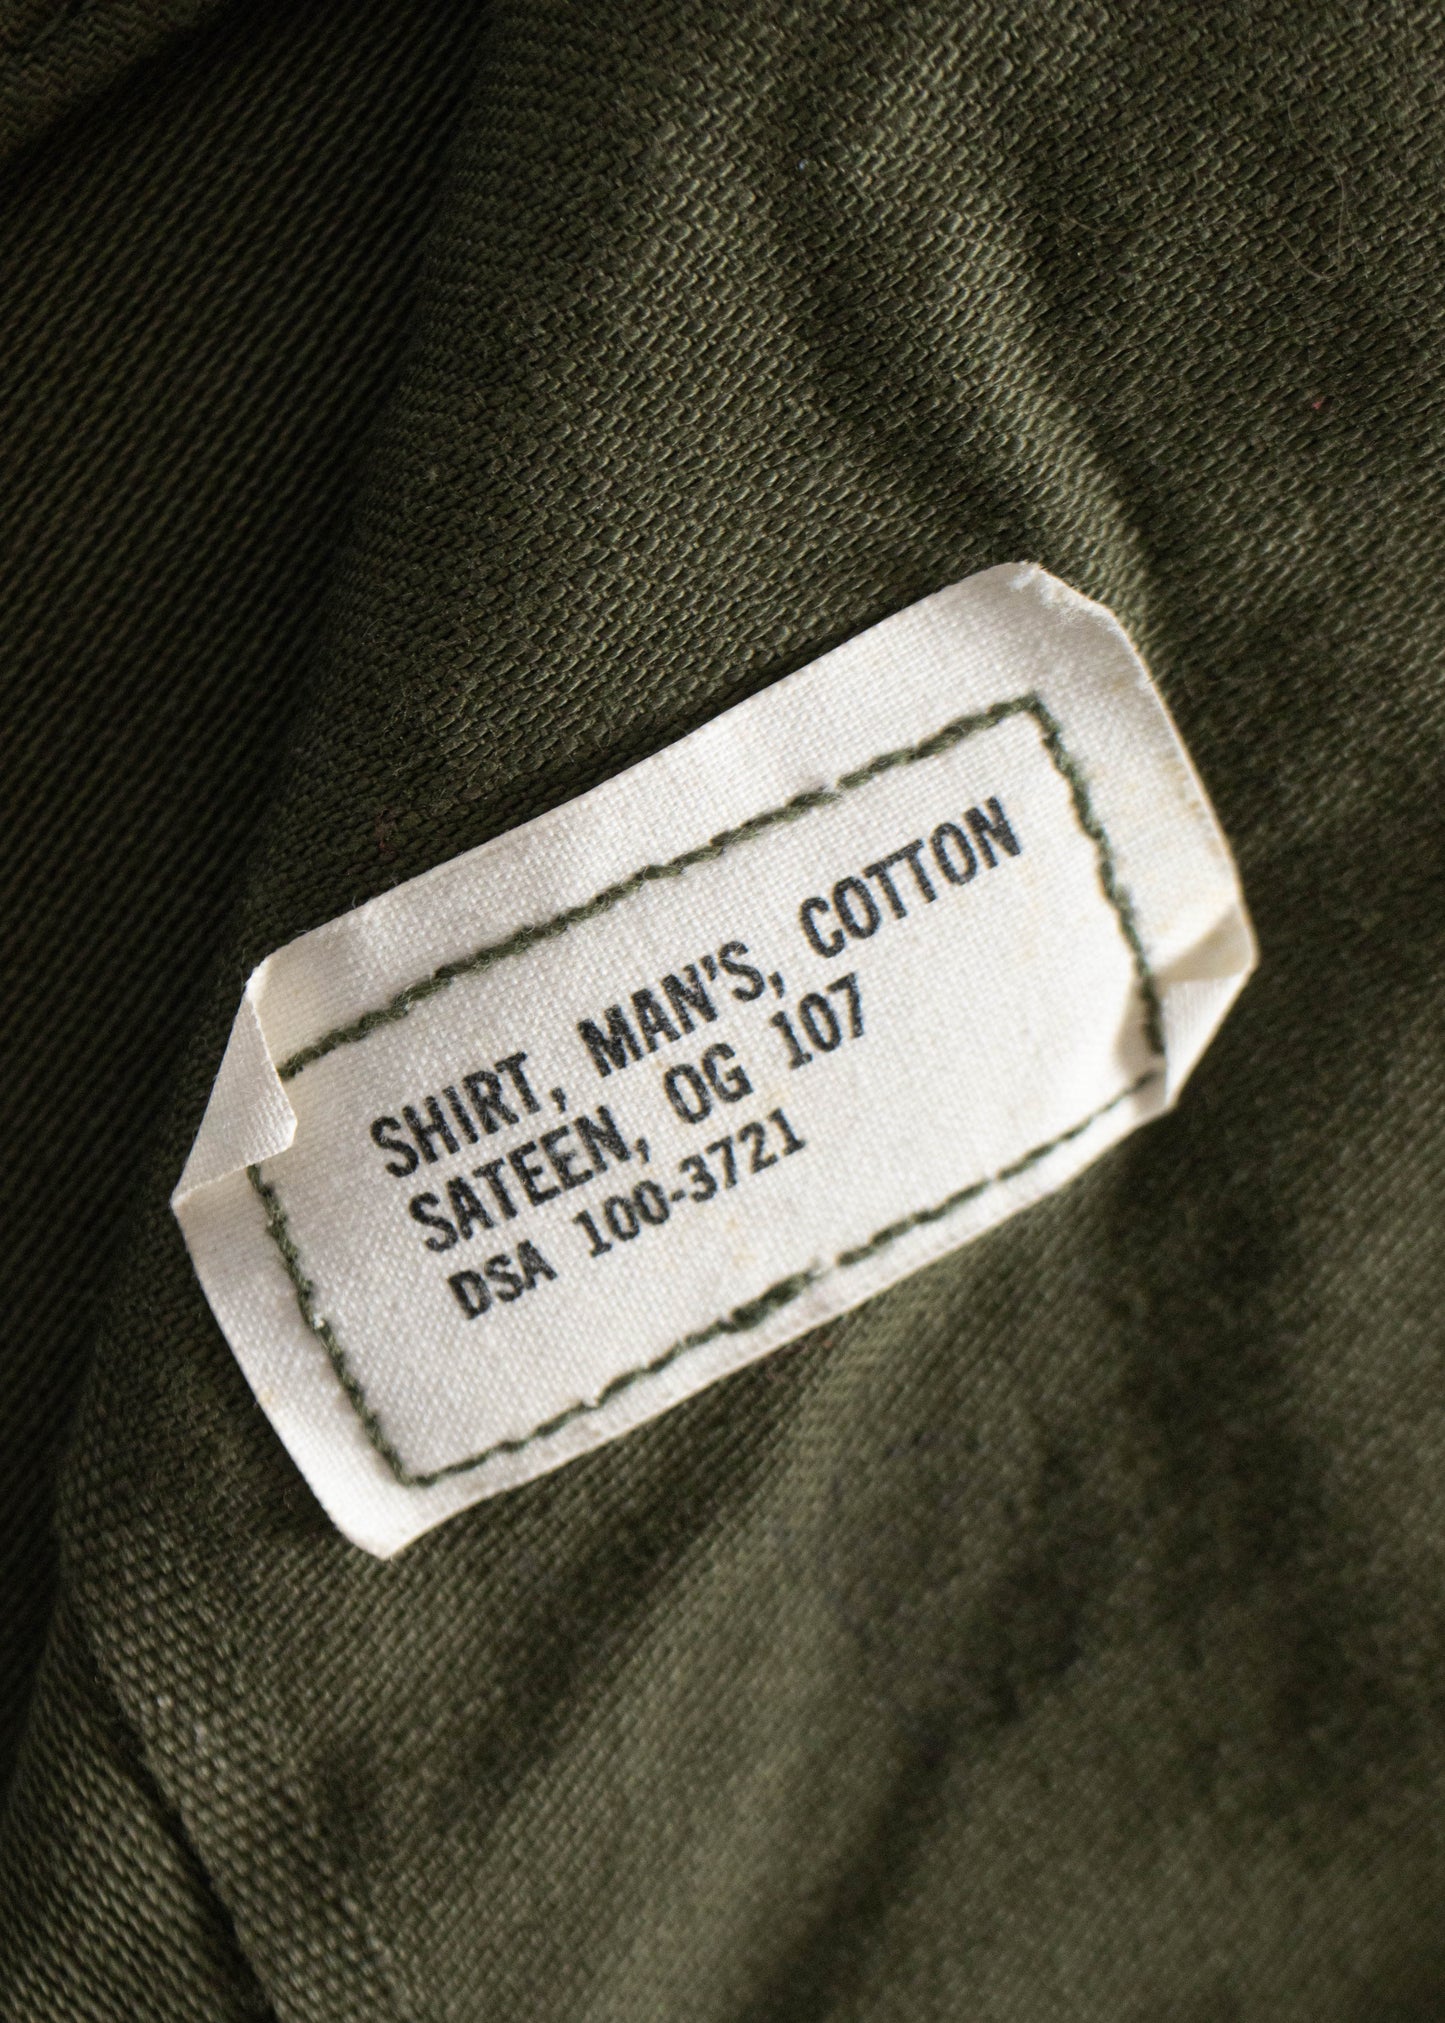 SHIRT, MAN'S, COTTON
SATEEN, OG 107
DSA 100-3721